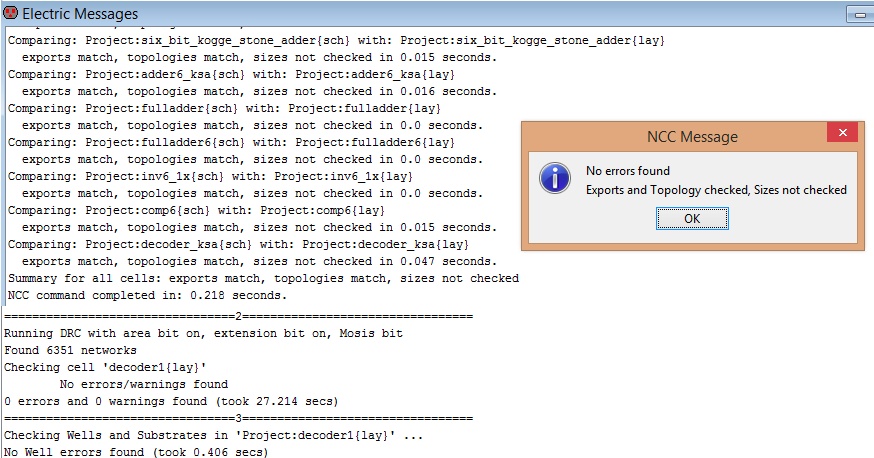 Electric Messages
Comparing: Project:six_bit_kogge_stone_adder{sch} with: Project:six_bit_kogge_stone_adder{lay}
exports match, topologies match, sizes not checked in 0.015 seconds.
Comparing: Project:adder6_ksa{sch} with: Project:adder6_ksa{lay}
exports match, topologies match, sizes not checked in 0.016 seconds.
Comparing: Project:fulladder{sch} with: Project:fulladder{lay}
exports match, topologies match, sizes not checked in 0.0 seconds.
Comparing: Project:fulladder6{sch} with: Project:fulladder6{lay}
exports match, topologies match, sizes not checked in 0.0 seconds.
Comparing: Project:inv6_1x{sch} with: Project:inv6_1x{lay}
exports match, topologies match, sizes not checked in 0.0 seconds.
Comparing: Project:comp6{sch} with: Project:comp6{lay}
exports match, topologies match, sizes not checked in 0.015 seconds.
Comparing: Project:decoder_ksa{sch} with: Project:decoder_ksa{lay}
exports match, topologies match, sizes not checked in 0.047 seconds.
Summary for all cells: exports match, topologies match, sizes not checked
NCC command completed in: 0.218 seconds.
=================================2=================================
Running DRC with area bit on, extension bit on, Mosis bit
Found 6351 networks
Checking cell 'decoder1{lay}'
No errors/warnings found
0 errors and 0 warnings found (took 27.214 secs)
=================================3=================================
Checking Wells and Substrates in 'Project:decoder1{lay}' ...
No Well errors found (took 0.406 secs)
NCC Message
No errors found
Exports and Topology checked, Sizes not checked
OK